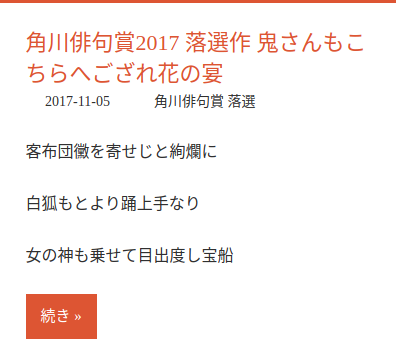 角川俳句賞2017 落選作 鬼さんもこ
ちらへござれ花の宴
2017-11-05 角川俳句賞 落選
客布団黴を寄せじと絢爛に
白狐もとより踊上手なり
女の神も乗せて目出度し宝船
続き »